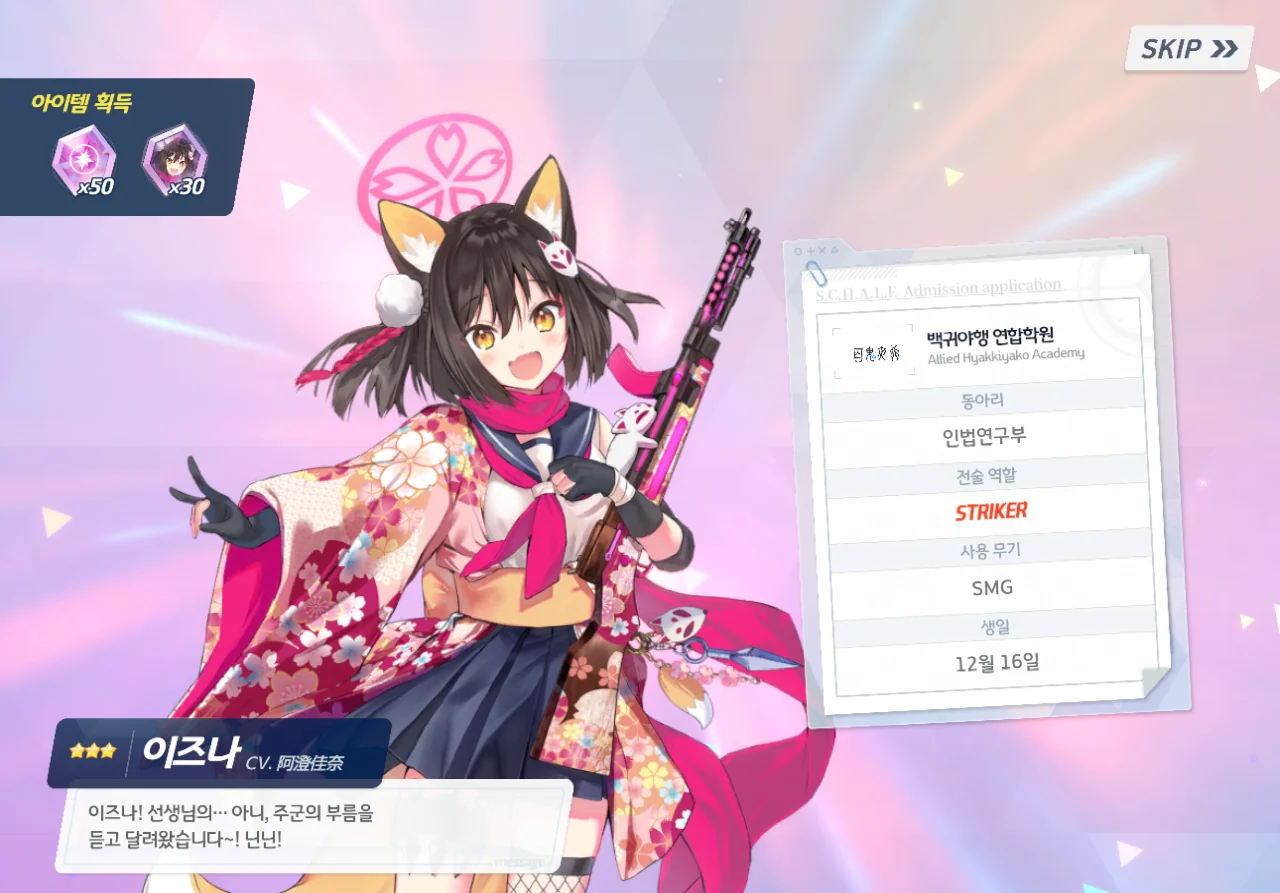 SKIP
아이템 획득
x50
x30
S.C.H.A.L.E Admission application
백귀야행 연합학원
Allied Hyakkiyako Academy
동아리
인법연구부
전술 역할
STRIKER
사용 무기
SMG
생일
12월 16일
이즈나 CV. 阿澄佳奈
이즈나! 선생님의… 아니, 주군의 부름을
듣고 달려왔습니다~! 닌닌!
message